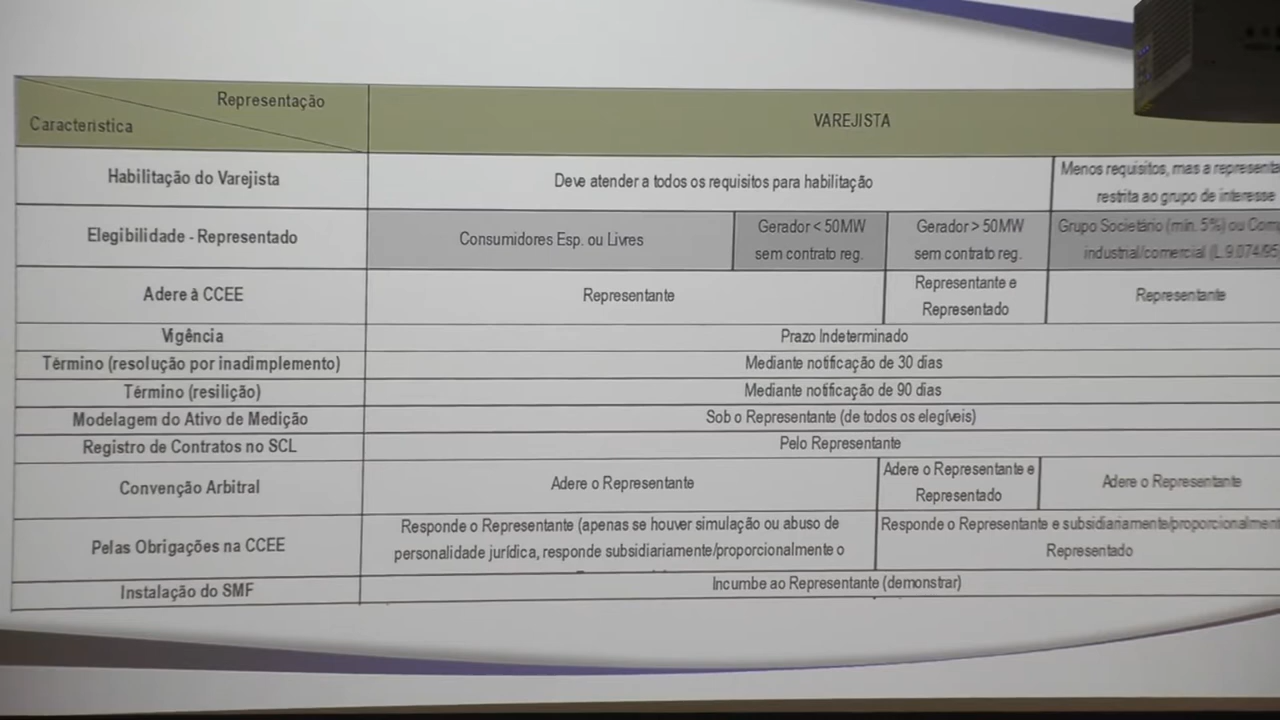 Representação
Característica
VAREJISTA
Habilitação do Varejista
Deve atender a todos os requisitos para habilitação
Menos requisitos, mas a
restrita ao grupo de interesse
Elegibilidade - Representado
Consumidores Esp. ou Livres
Gerador < 50MW
sem contrato reg.
Gerador > 50MW
sem contrato reg.
Grupo Societário (mín. 5%) ou
industrial/comercial (L.9.074/95
Adere à CCEE
Representante
Representante e
Representado
Representante
Vigência
Prazo Indeterminado
Término (resolução por inadimplemento)
Mediante notificação de 30 dias
Término (resilição)
Mediante notificação de 90 dias
Modelagem do Ativo de Medição
Sob o Representante (de todos os elegíveis)
Registro de Contratos no SCL
Pelo Representante
Convenção Arbitral
Adere o Representante
Adere o Representante e
Representado
Adere o Representante
Pelas Obrigações na CCEE
Responde o Representante (apenas se houver simulação ou abuso de
personalidade jurídica, responde subsidiariamente/proporcionalmente o
Responde o Representante e
Representado
Instalação do SMF
Incumbe ao Representante (demonstrar)